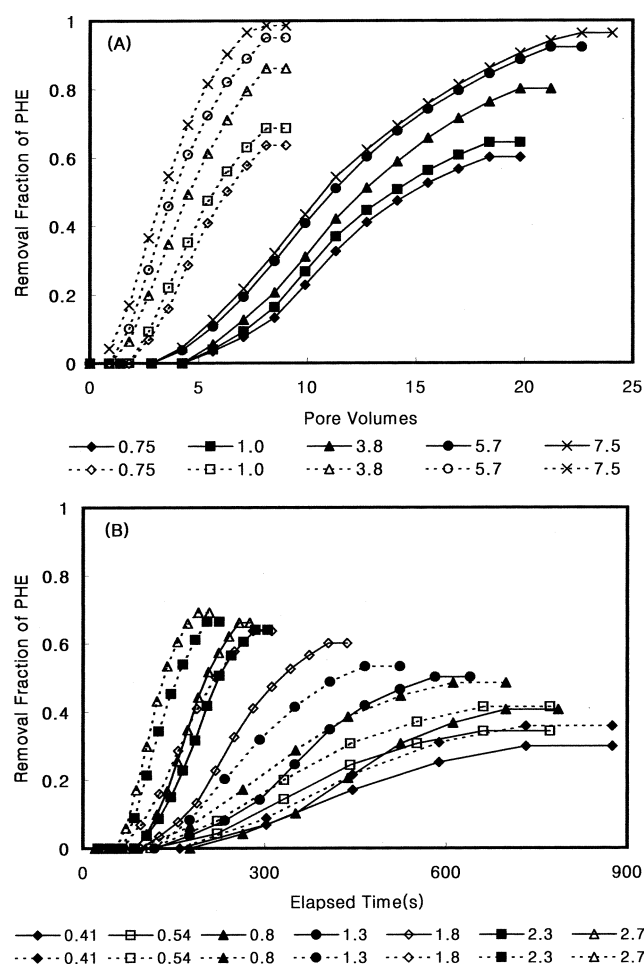 1
(A)
0.8
0.6
0.4
0.2
0
Removal Fraction of PHE
0 5 10 15 20 25
Pore Volumes
0.75 1.0 3.8 5.7 7.5
0.75 1.0 3.8 5.7 7.5
1
(B)
0.8
0.6
0.4
0.2
0
Removal Fraction of PHE
0 300 600 900
Elapsed Time(s)
0.41 0.54 0.8 1.3 1.8 2.3 2.7
0.41 0.54 0.8 1.3 1.8 2.3 2.7